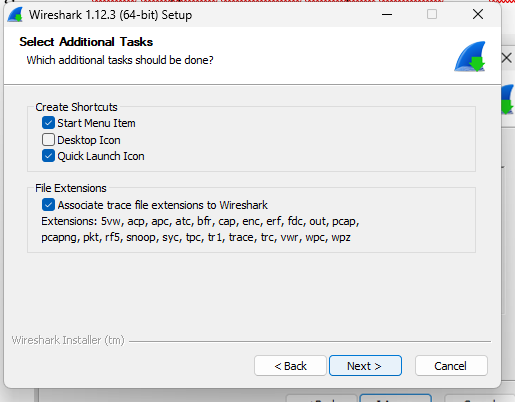 Wireshark 1.12.3 (64-bit) Setup
Select Additional Tasks
Which additional tasks should be done?
Create Shortcuts
Start Menu Item
Desktop Icon
Quick Launch Icon
File Extensions
Associate trace file extensions to Wireshark
Extensions: 5vw, acp, apc, atc, bfr, cap, enc, erf, fdc, out, pcap,
pcapng, pkt, rf5, snoop, syc, tpc, tr1, trace, trc, vwr, wpc, wpz
Wireshark Installer (tm)
< Back
Next >
Cancel